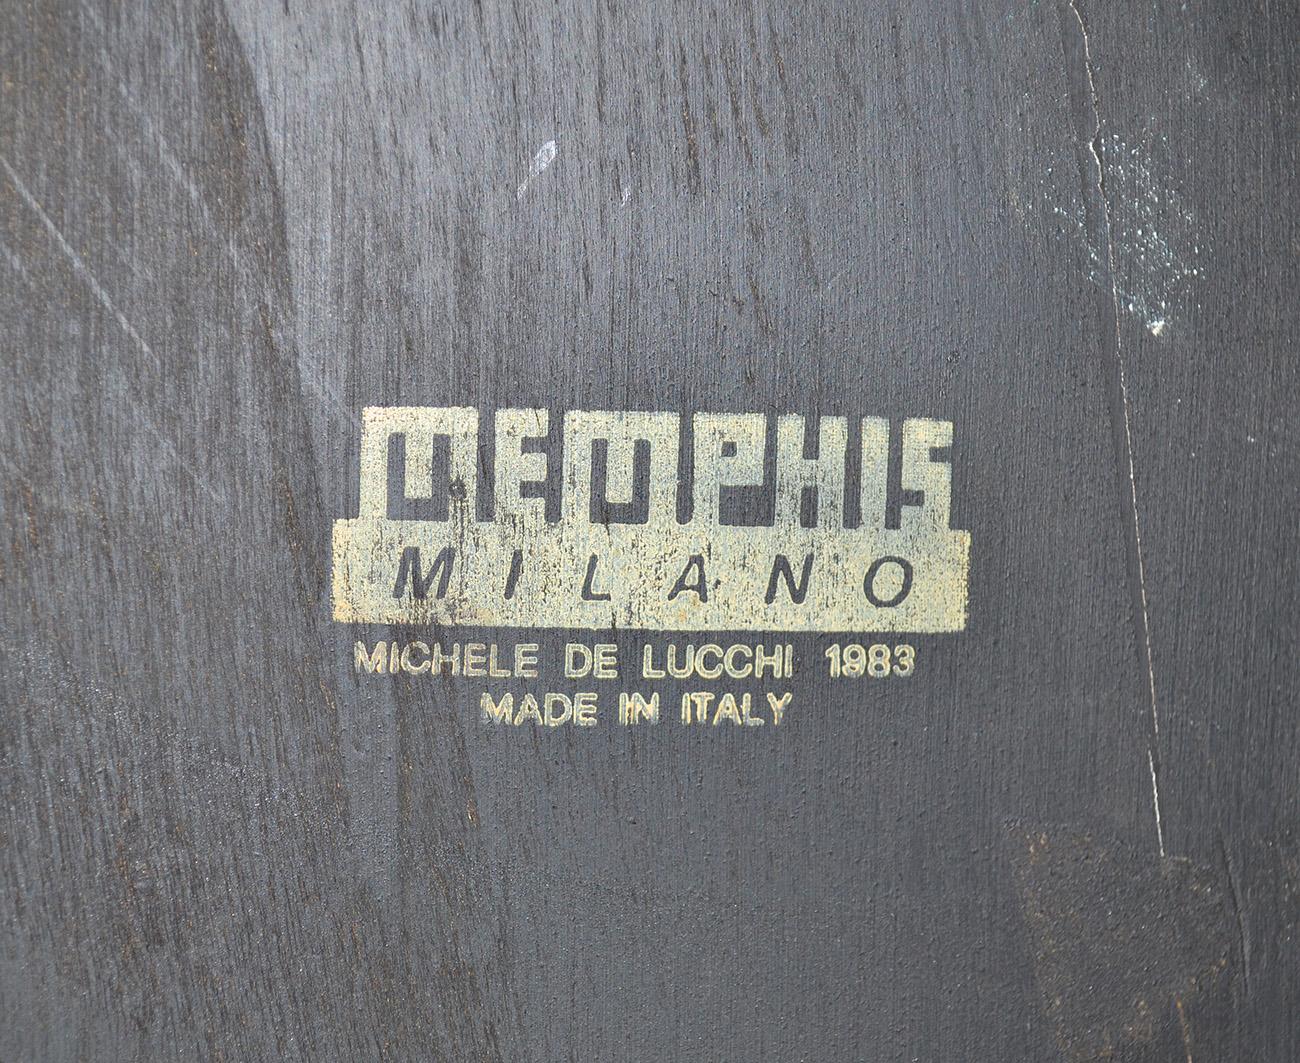 MEMPHIS
MILANO
MICHELE DE LUCCHI 1983
MADE IN ITALY